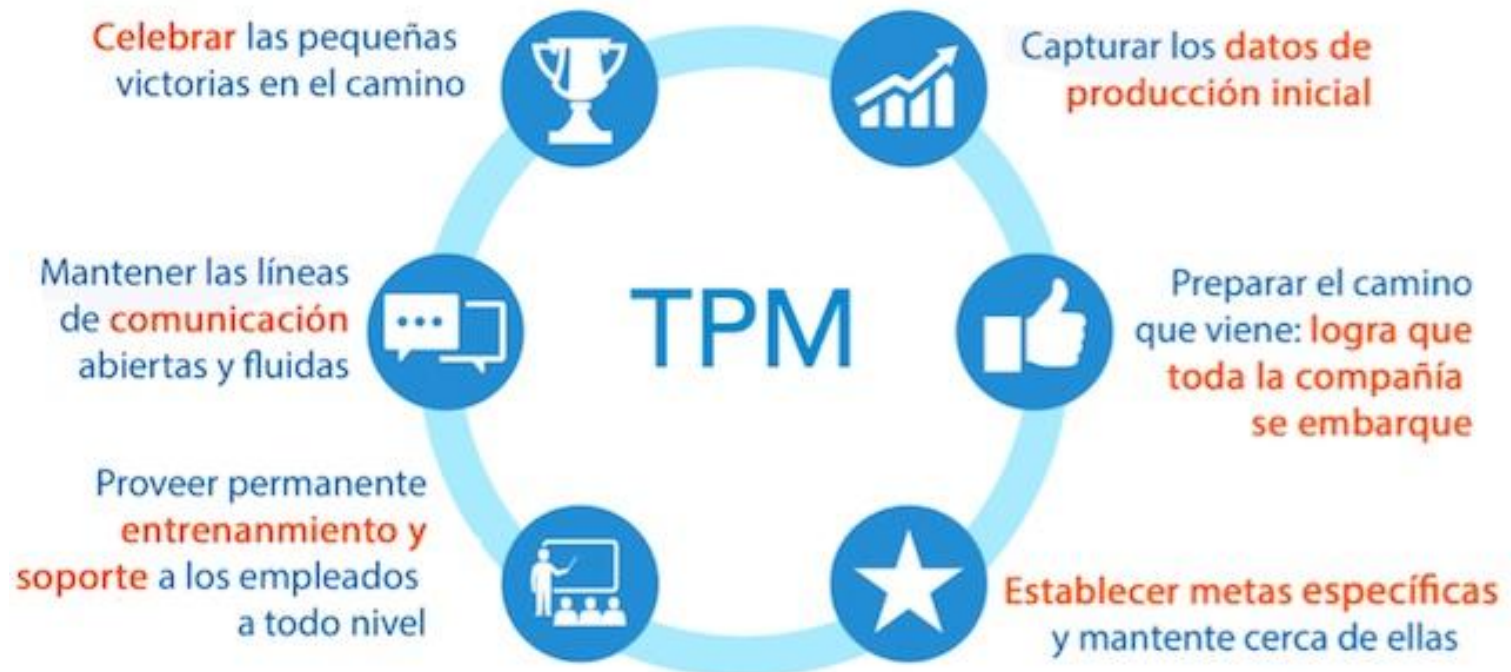 Celebrar las pequeñas
victorias en el camino
Capturar los datos de
producción inicial
Mantener las líneas
de comunicación
abiertas y fluidas
TPM
Preparar el camino
que viene: logra que
toda la compañía
se embarque
Proveer permanente
entrenanmiento y
soporte a los empleados
a todo nivel
Establecer metas específicas
y mantente cerca de ellas